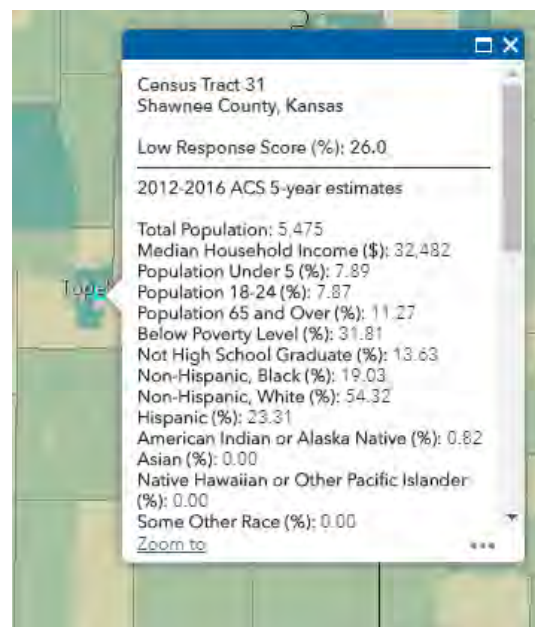 Census Tract 31
Shawnee County, Kansas
Low Response Score (%): 26.0
2012-2016 ACS 5-year estimates
Total Population: 5,475
Median Household Income ($): 32,482
Population Under 5 (%): 7.89
Population 18-24 (%): 7.87
Population 65 and Over (%): 11.27
Below Poverty Level (%): 31.81
Not High School Graduate (%): 13.63
Non-Hispanic, Black (%): 19.03
Non-Hispanic, White (%): 54.32
Hispanic (%): 23.31
American Indian or Alaska Native (%): 0.82
Asian (%): 0.00
Native Hawaiian or Other Pacific Islander
(%): 0.00
Some Other Race (%): 0.00
Zoom to
Tope